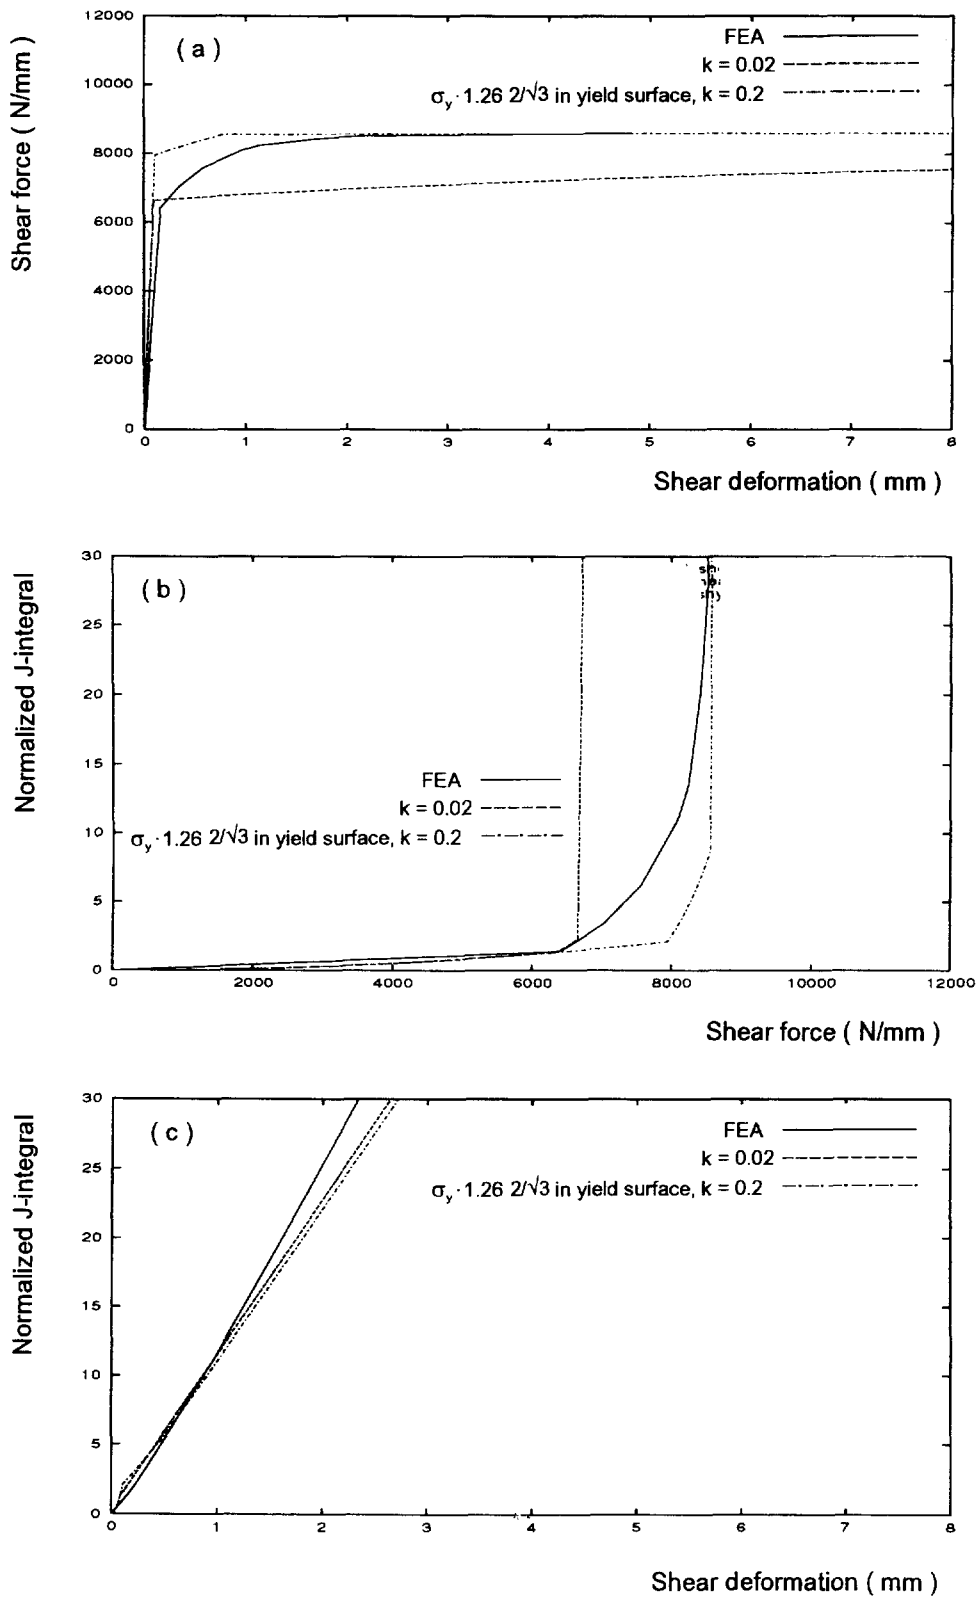 12000
( a )
FEA
k = 0.02
σy · 1.26 2/√3 in yield surface, k = 0.2
10000
8000
6000
4000
2000
0
Shear force ( N/mm )
0 1 2 3 4 5 6 7 8
Shear deformation ( mm )
30
( b )
25
20
15
10
5
0
Normalized J-integral
FEA
k = 0.02
σy · 1.26 2/√3 in yield surface, k = 0.2
0 2000 4000 6000 8000 10000 12000
Shear force ( N/mm )
30
( c )
FEA
k = 0.02
σy · 1.26 2/√3 in yield surface, k = 0.2
25
20
15
10
5
0
Normalized J-integral
0 1 2 3 4 5 6 7 8
Shear deformation ( mm )